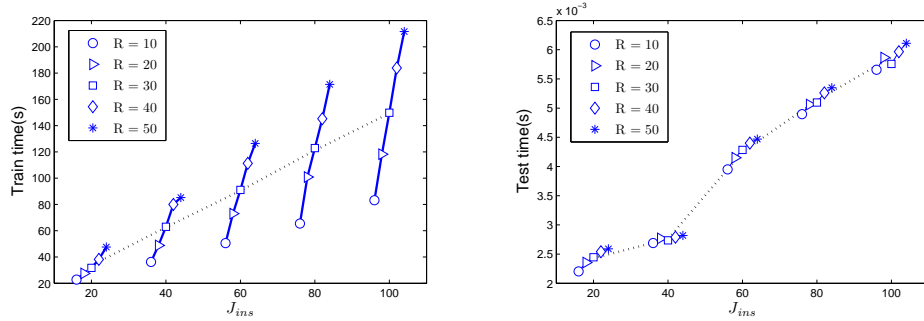 220
200
180
160
140
120
100
80
60
40
20
Train time(s)
R = 10
R = 20
R = 30
R = 40
R = 50
20
40
60
80
100
J_ins
x 10^-3
6.5
6
5.5
5
4.5
4
3.5
3
2.5
2
Test time(s)
R = 10
R = 20
R = 30
R = 40
R = 50
20
40
60
80
100
J_ins